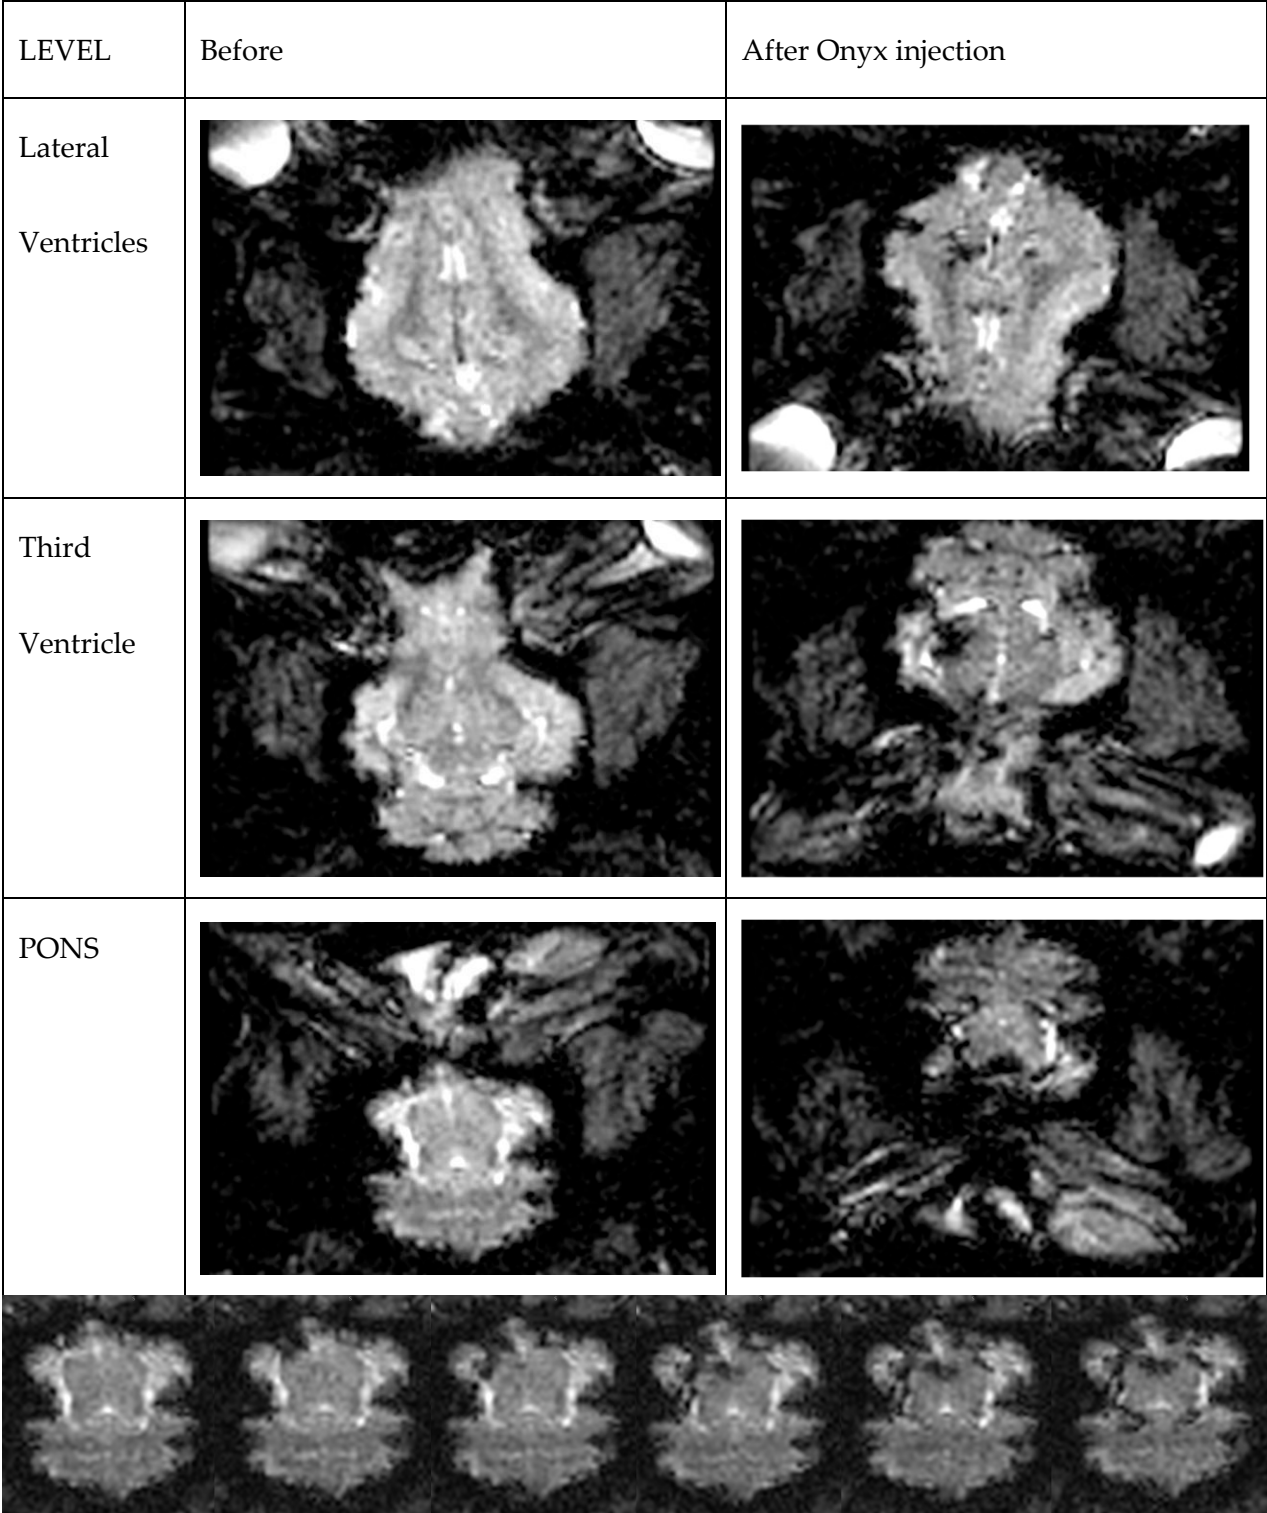 LEVEL
Before
After Onyx injection
Lateral
Ventricles
Third
Ventricle
PONS